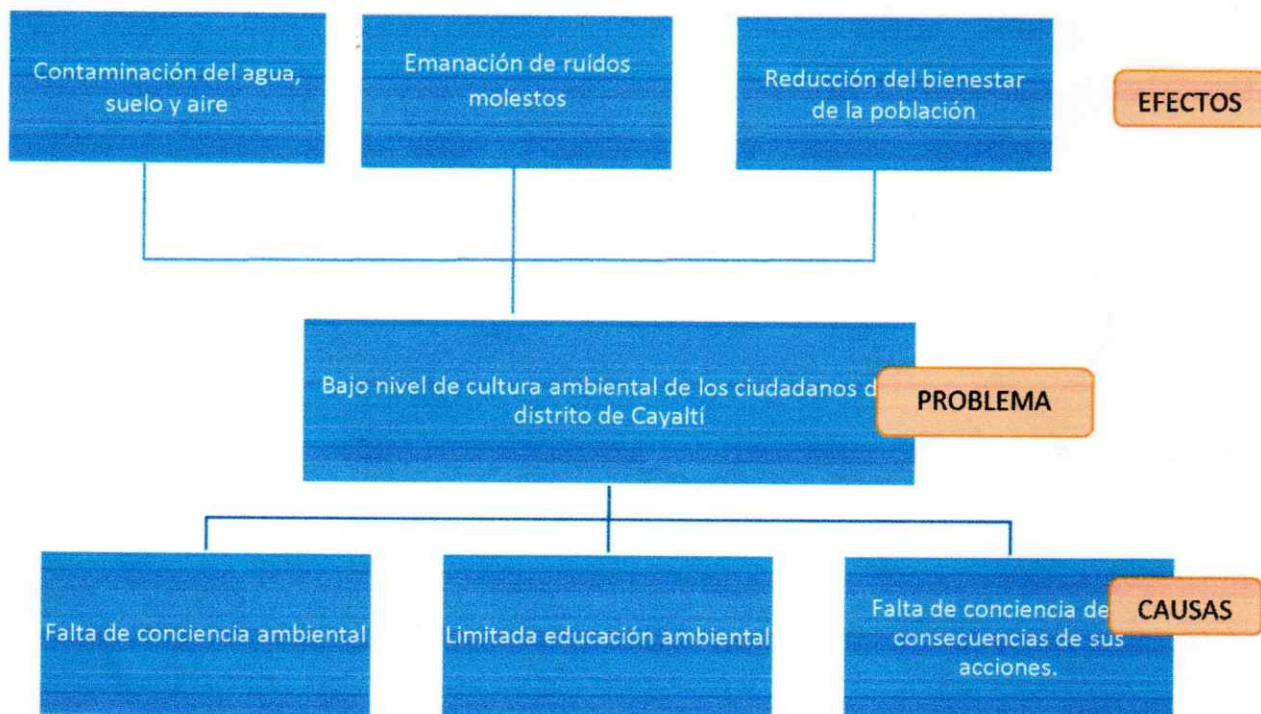 Contaminación del agua,
suelo y aire
Emanación de ruídos
molestos
Reducción del bienestar
de la población
EFECTOS
Bajo nivel de cultura ambiental de los ciudadanos d
distrito de Cayaltí
PROBLEMA
Falta de conciencia ambiental
Limitada educación ambiental
Falta de conciencia de
consecuencias de sus
acciones.
CAUSAS